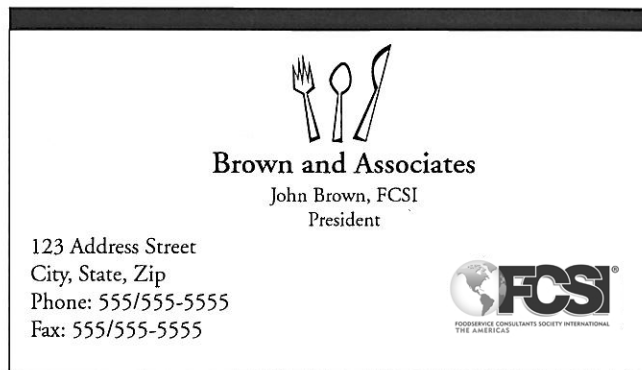 Brown and Associates
John Brown, FCSI
President
123 Address Street
City, State, Zip
Phone: 555/555-5555
Fax: 555/555-5555
FCSI®
FOODSERVICE CONSULTANTS SOCIETY INTERNATIONAL
THE AMERICAS